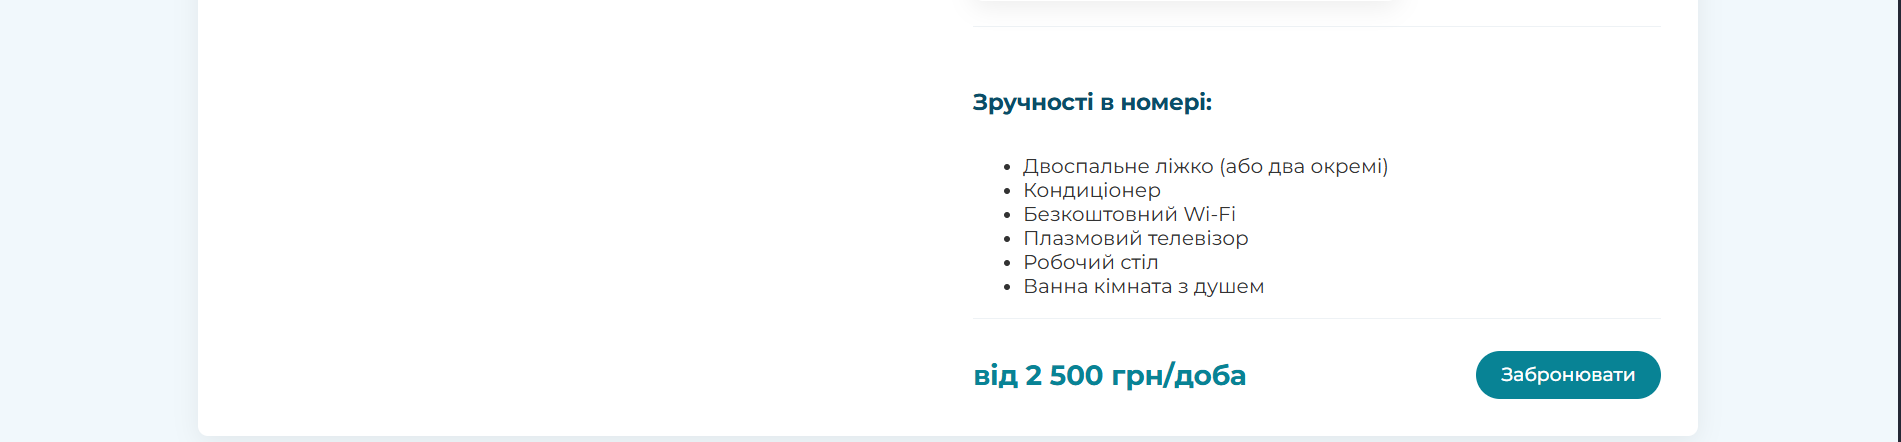 Зручності в номері:
Двоспальне ліжко (або два окремі)
Кондиціонер
Безкоштовний Wi-Fi
Плазмовий телевізор
Робочий стіл
Ванна кімната з душем
від 2 500 грн/доба
Забронювати